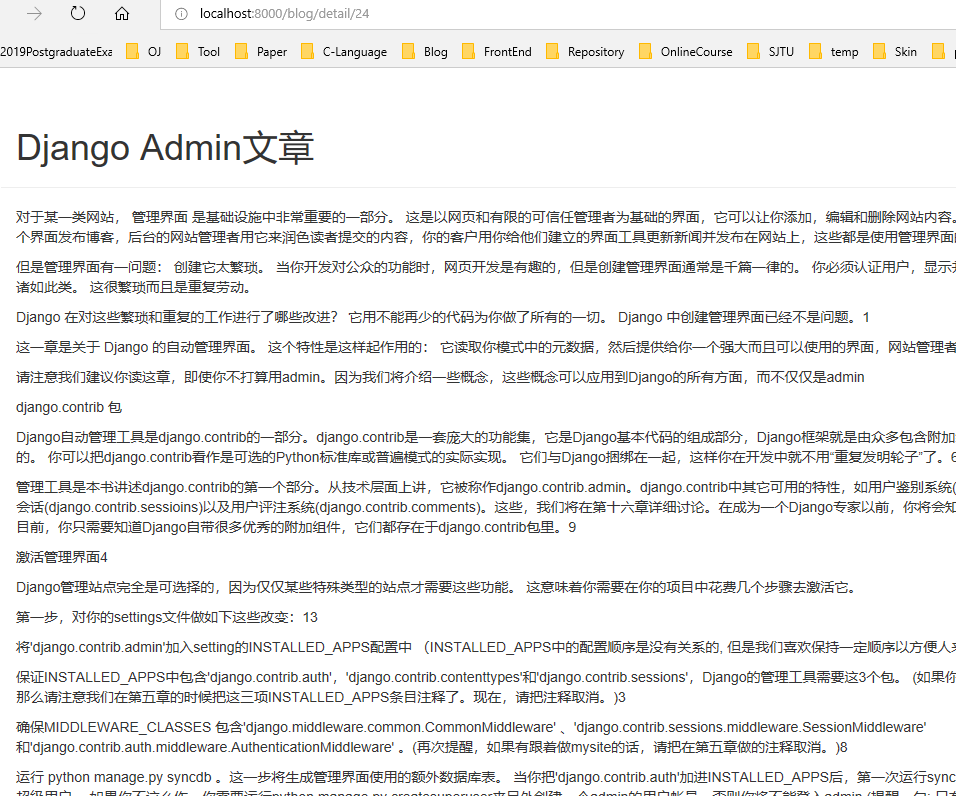 localhost:8000/blog/detail/24
2019PostgraduateExa OJ Tool Paper C-Language Blog FrontEnd Repository OnlineCourse SJTU temp Skin
Django Admin文章
对于某一类网站， 管理界面 是基础设施中非常重要的一部分。 这是以网页和有限的可信任管理者为基础的界面，它可以让你添加，编辑和删除网站内容。
个界面发布博客，后台的网站管理者用它来润色读者提交的内容，你的客户用你给他们建立的界面工具更新新闻并发布在网站上，这些都是使用管理界面
但是管理界面有一问题： 创建它太繁琐。 当你开发对公众的功能时，网页开发是有趣的，但是创建管理界面通常是千篇一律的。 你必须认证用户，显示
诸如此类。 这很繁琐而且是重复劳动。
Django 在对这些繁琐和重复的工作进行了哪些改进？ 它用不能再少的代码为你做了所有的一切。 Django 中创建管理界面已经不是问题。1
这一章是关于 Django 的自动管理界面。 这个特性是这样起作用的： 它读取你模式中的元数据，然后提供给你一个强大而且可以使用的界面，网站管理者
请注意我们建议你读这章，即使你不打算用admin。因为我们将介绍一些概念，这些概念可以应用到Django的所有方面，而不仅仅是admin
django.contrib 包
Django自动管理工具是django.contrib的一部分。django.contrib是一套庞大的功能集，它是Django基本代码的组成部分，Django框架就是由众多包含附加
的。 你可以把django.contrib看作是可选的Python标准库或普遍模式的实际实现。 它们与Django捆绑在一起，这样你在开发中就不用“重复发明轮子”了。6
管理工具是本书讲述django.contrib的第一个部分。从技术层面上讲，它被称作django.contrib.admin。django.contrib中其它可用的特性，如用户鉴别系统(
会话(django.contrib.sessioins)以及用户评注系统(django.contrib.comments)。这些，我们将在第十六章详细讨论。在成为一个Django专家以前，你将会知
目前，你只需要知道Django自带很多优秀的附加组件，它们都存在于django.contrib包里。9
激活管理界面4
Django管理站点完全是可选择的，因为仅仅某些特殊类型的站点才需要这些功能。 这意味着你需要在你的项目中花费几个步骤去激活它。
第一步，对你的settings文件做如下这些改变：13
将'django.contrib.admin'加入setting的INSTALLED_APPS配置中 （INSTALLED_APPS中的配置顺序是没有关系的, 但是我们喜欢保持一定顺序以方便人
保证INSTALLED_APPS中包含'django.contrib.auth'，'django.contrib.contenttypes'和'django.contrib.sessions'，Django的管理工具需要这3个包。 (如果你
那么请注意我们在第五章的时候把这三项INSTALLED_APPS条目注释了。现在，请把注释取消。)3
确保MIDDLEWARE_CLASSES 包含'django.middleware.common.CommonMiddleware' 、'django.contrib.sessions.middleware.SessionMiddleware'
和'django.contrib.auth.middleware.AuthenticationMiddleware' 。(再次提醒，如果有跟着做mysite的话，请把在第五章做的注释取消。)8
运行 python manage.py syncdb 。这一步将生成管理界面使用的额外数据库表。 当你把'django.contrib.auth'加进INSTALLED_APPS后，第一次运行sync